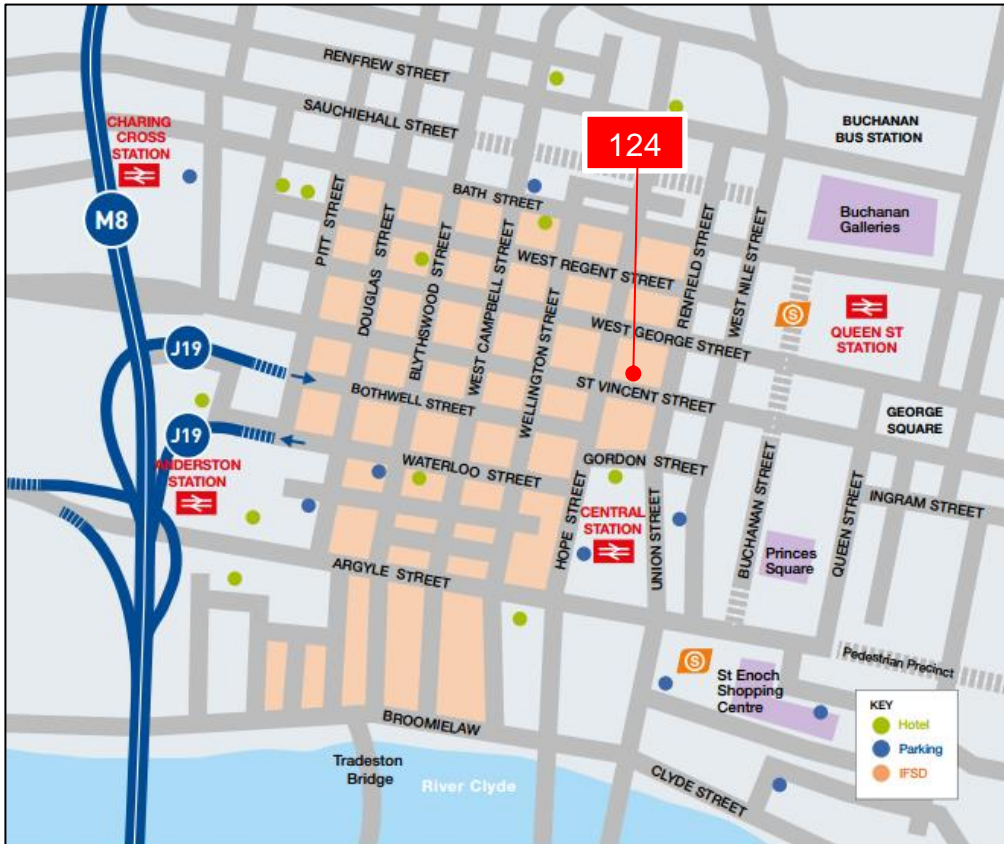 RENFREW STREET
SAUCHIEHALL STREET
CHARING
CROSS
STATION
BUCHANAN
BUS STATION
124
M8
PITT STREET
BATH STREET
Buchanan
Galleries
DOUGLAS STREET
BLYTHSWOOD STREET
WEST CAMPBELL STREET
WELLINGTON STREET
WEST REGENT STREET
RENFIELD STREET
WEST NILE STREET
S
QUEEN ST
STATION
WEST GEORGE STREET
J19
ST VINCENT STREET
BOTHWELL STREET
GEORGE
SQUARE
J19
ANDERSTON
STATION
WATERLOO STREET
GORDON STREET
HOPE STREET
CENTRAL
STATION
UNION STREET
BUCHANAN STREET
QUEEN STREET
INGRAM STREET
Princes
Square
ARGYLE STREET
S
St Enoch
Shopping
Centre
Pedestrian Precinct
BROOMIELAW
Tradeston
Bridge
River Clyde
CLYDE STREET
KEY
Hotel
Parking
IFSD